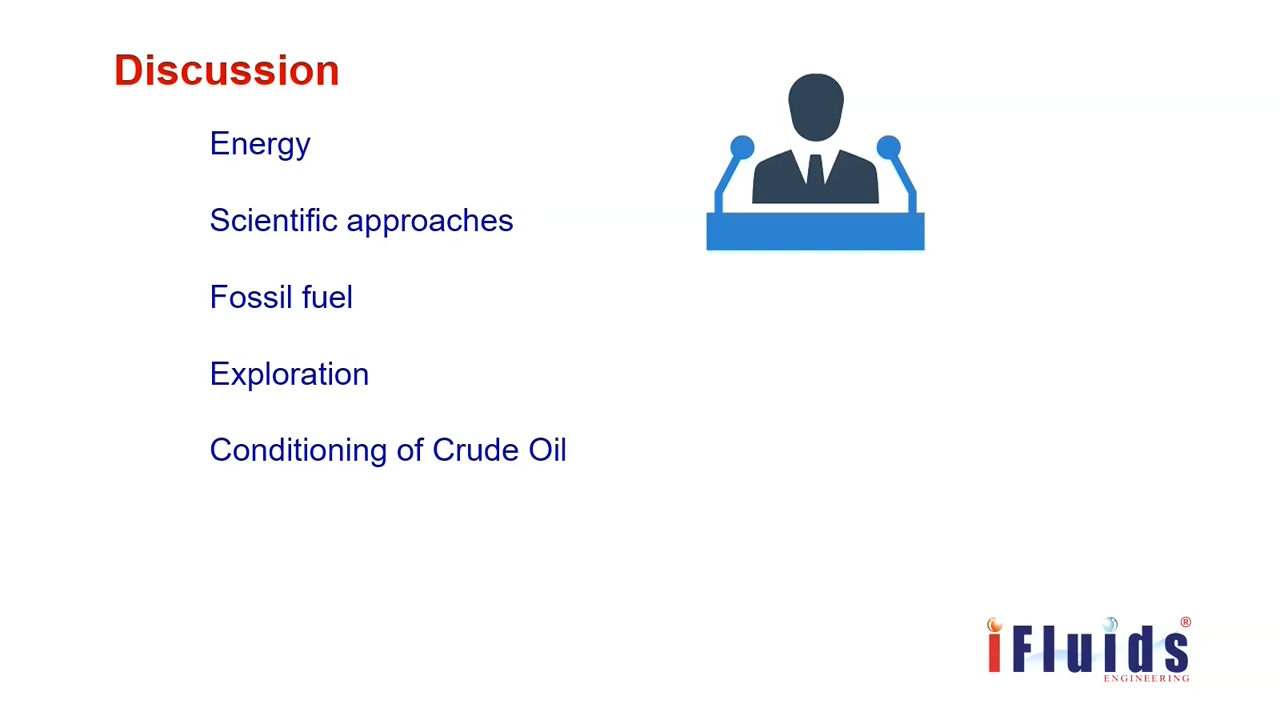 Discussion
Energy
Scientific approaches
Fossil fuel
Exploration
Conditioning of Crude Oil
iFluids®
ENGINEERING